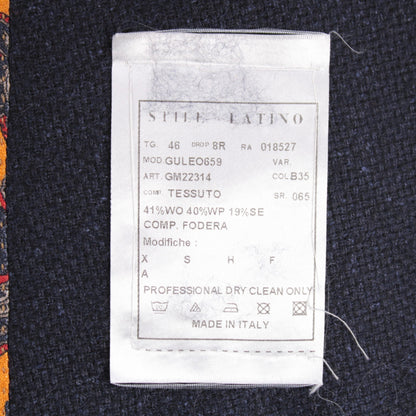 STILE LATINO
TG. 46 DROP 8R RA 018527
MOD. GULEO659 VAR.
ART. GM22314 COL. B35
COMP. TESSUTO SR. 065
41%WO 40%WP 19%SE
COMP. FODERA
Modifiche :
X S H F
A
PROFESSIONAL DRY CLEAN ONLY
MADE IN ITALY